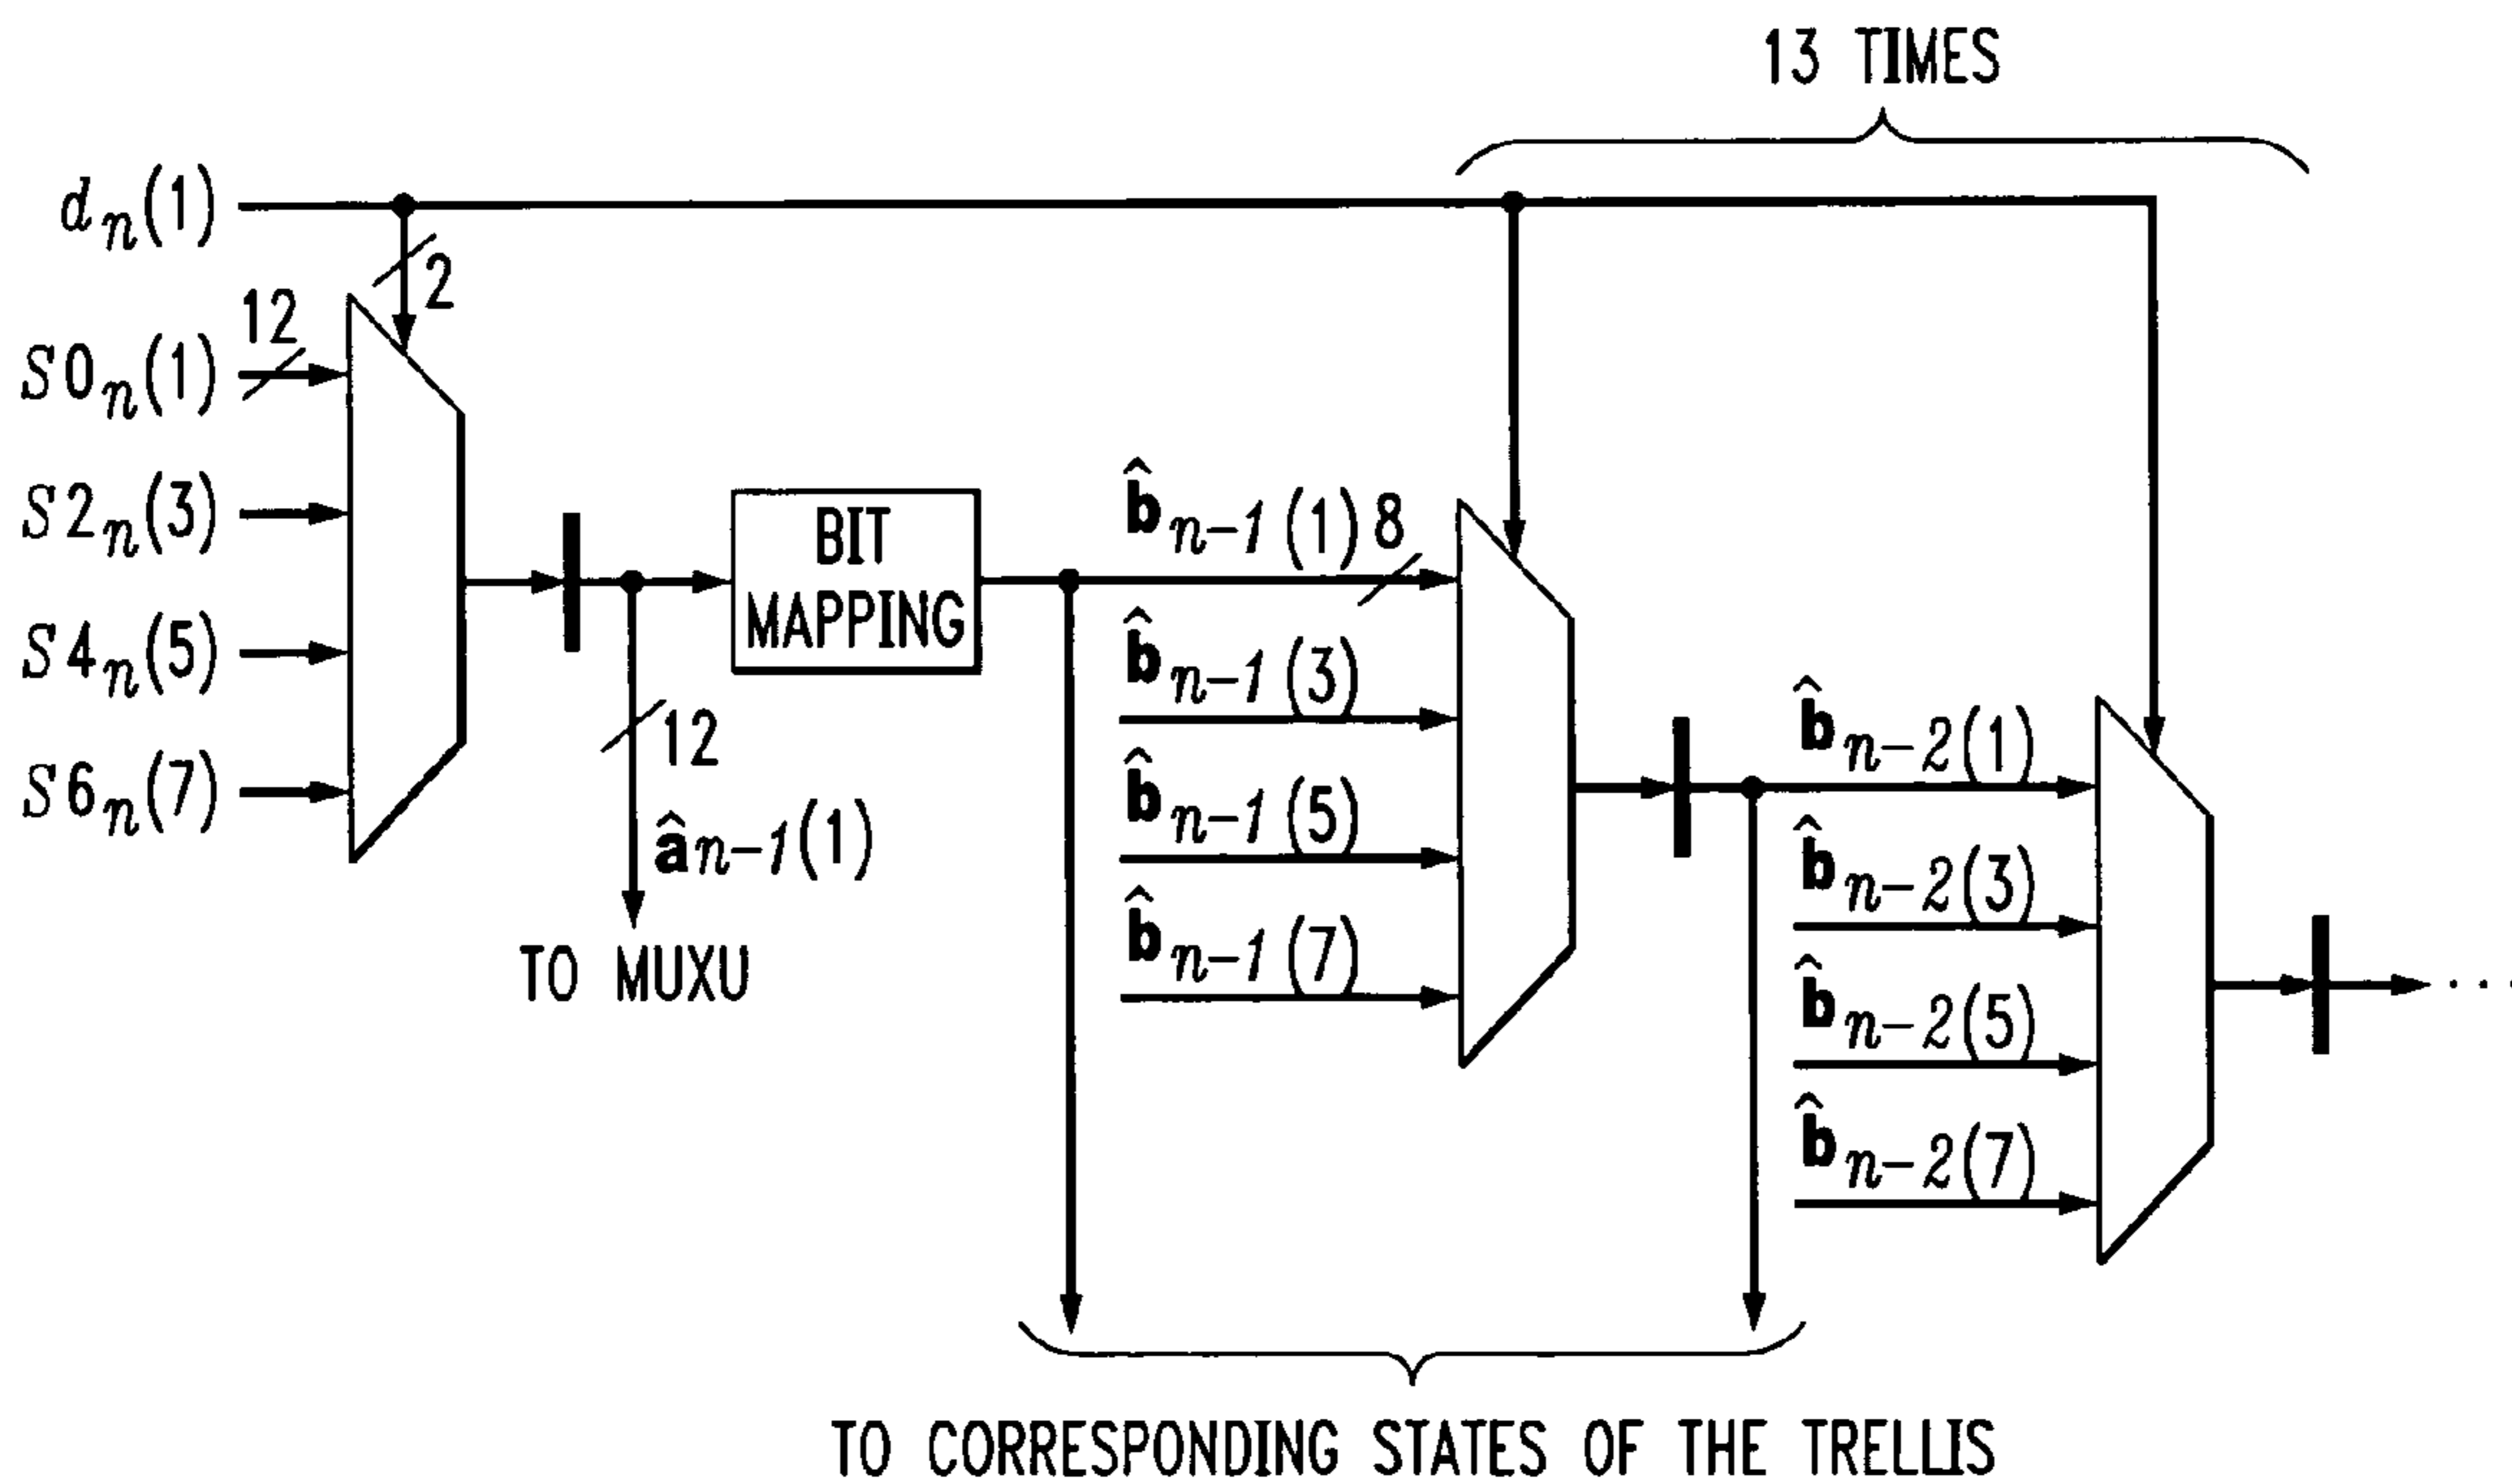 13 TIMES
dₙ(1)
2
12
S0ₙ(1)
S2ₙ(3)
S4ₙ(5)
S6ₙ(7)
BIT
MAPPING
12
âₙ₋₁(1)
TO MUXU
b̂ₙ₋₁(1) 8
b̂ₙ₋₁(3)
b̂ₙ₋₁(5)
b̂ₙ₋₁(7)
b̂ₙ₋₂(1)
b̂ₙ₋₂(3)
b̂ₙ₋₂(5)
b̂ₙ₋₂(7)
. . .
TO CORRESPONDING STATES OF THE TRELLIS